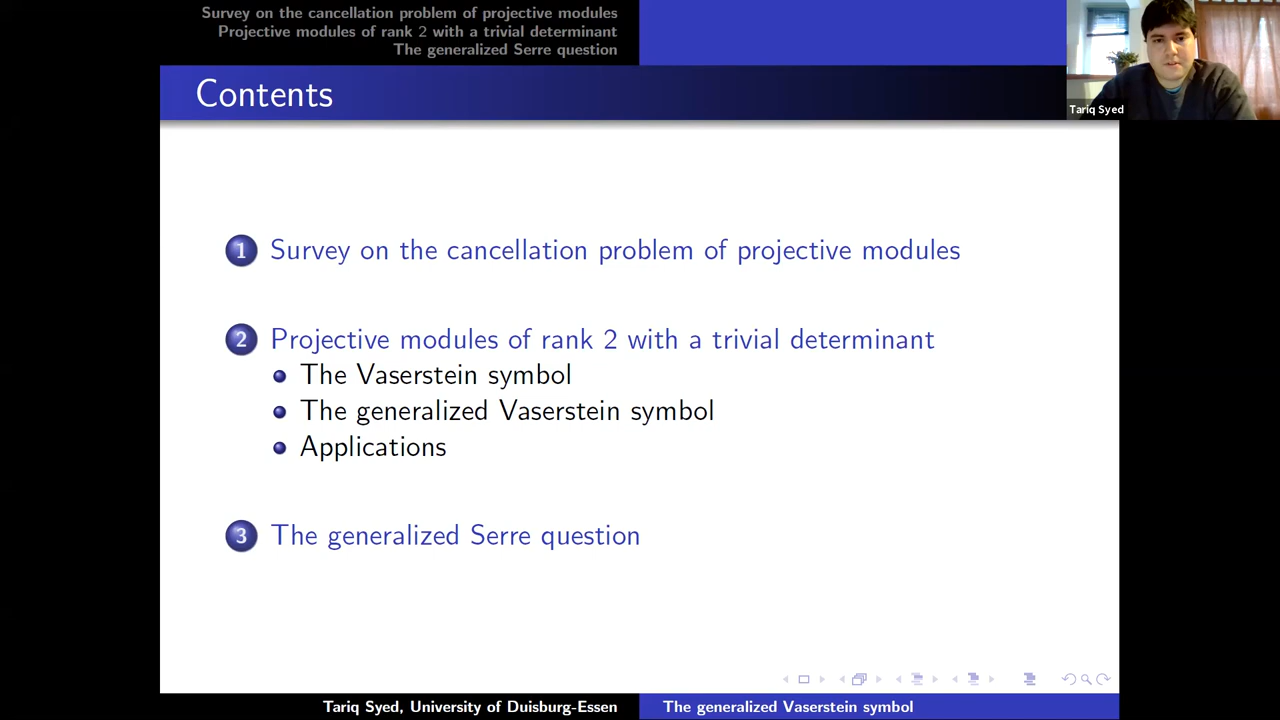 Survey on the cancellation problem of projective modules
Projective modules of rank 2 with a trivial determinant
The generalized Serre question
Contents
Tariq Syed
1 Survey on the cancellation problem of projective modules
2 Projective modules of rank 2 with a trivial determinant
The Vaserstein symbol
The generalized Vaserstein symbol
Applications
3 The generalized Serre question
Tariq Syed, University of Duisburg-Essen
The generalized Vaserstein symbol